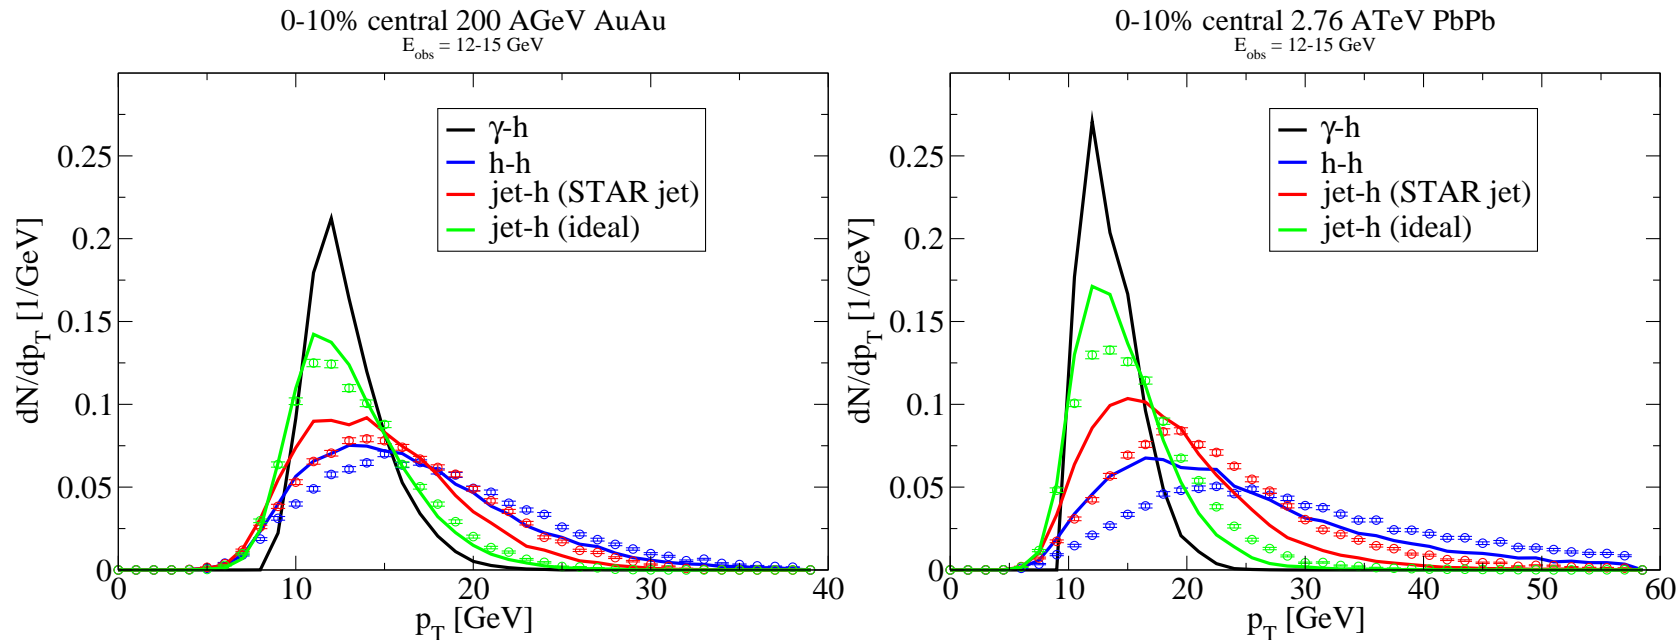 0-10% central 200 AGeV AuAu
E_obs = 12-15 GeV
γ-h
h-h
jet-h (STAR jet)
jet-h (ideal)
0.25
0.2
0.15
0.1
0.05
0
dN/dp_T [1/GeV]
0 10 20 30 40
p_T [GeV]
0-10% central 2.76 ATeV PbPb
E_obs = 12-15 GeV
γ-h
h-h
jet-h (STAR jet)
jet-h (ideal)
0.25
0.2
0.15
0.1
0.05
0
dN/dp_T [1/GeV]
0 10 20 30 40 50 60
p_T [GeV]